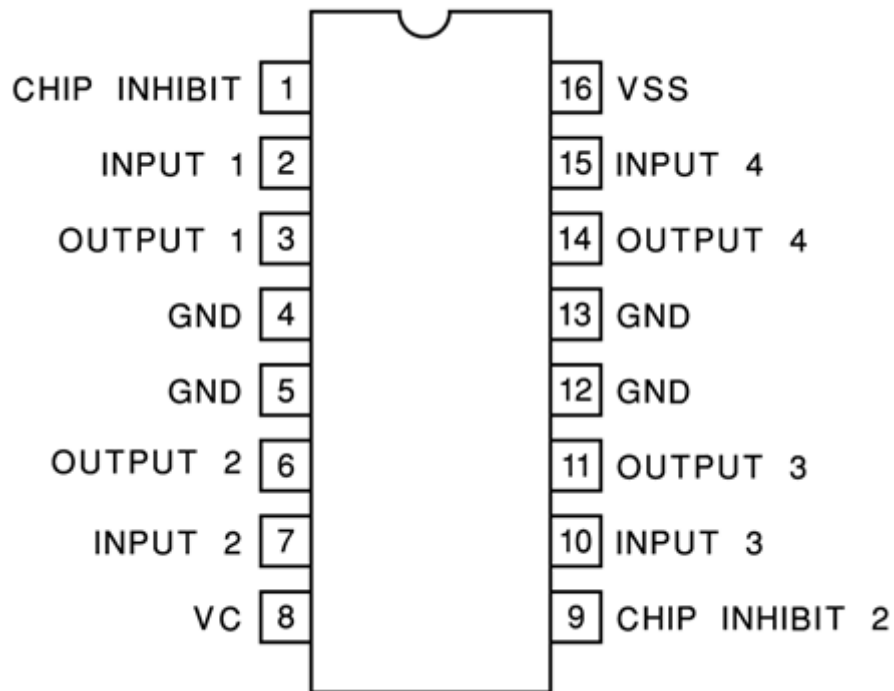 CHIP INHIBIT 1 16 VSS
INPUT 1 2 15 INPUT 4
OUTPUT 1 3 14 OUTPUT 4
GND 4 13 GND
GND 5 12 GND
OUTPUT 2 6 11 OUTPUT 3
INPUT 2 7 10 INPUT 3
VC 8 9 CHIP INHIBIT 2